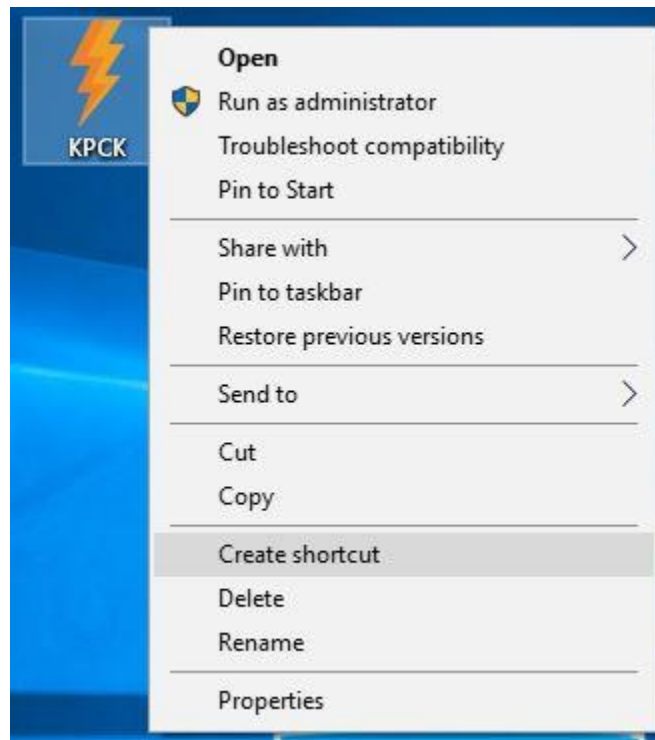 KPCK
Open
Run as administrator
Troubleshoot compatibility
Pin to Start
Share with
Pin to taskbar
Restore previous versions
Send to
Cut
Copy
Create shortcut
Delete
Rename
Properties